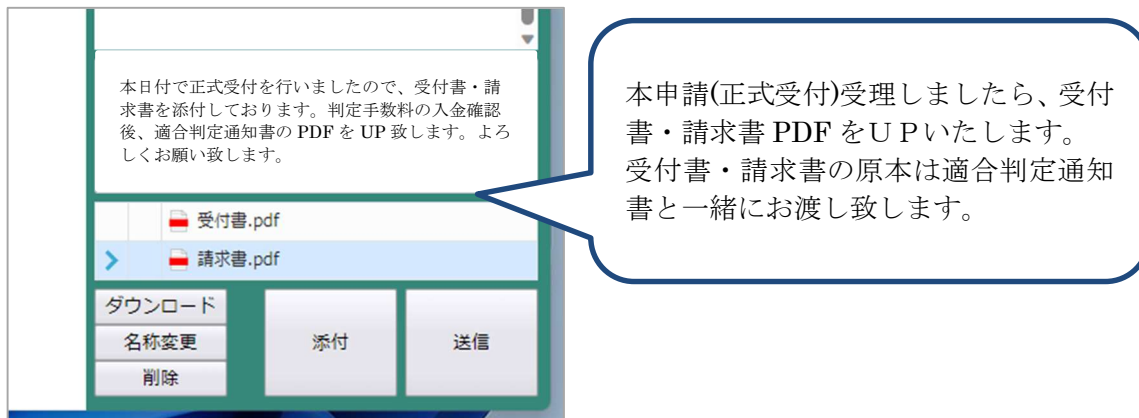 本日付で正式受付を行いましたので、受付書・請
求書を添付しております。判定手数料の入金確認
後、適合判定通知書の PDF を UP 致します。よろ
しくお願い致します。
受付書.pdf
請求書.pdf
ダウンロード
名称変更
削除
添付
送信
本申請(正式受付)受理しましたら、受付
書・請求書 PDF をＵＰいたします。
受付書・請求書の原本は適合判定通知
書と一緒にお渡し致します。